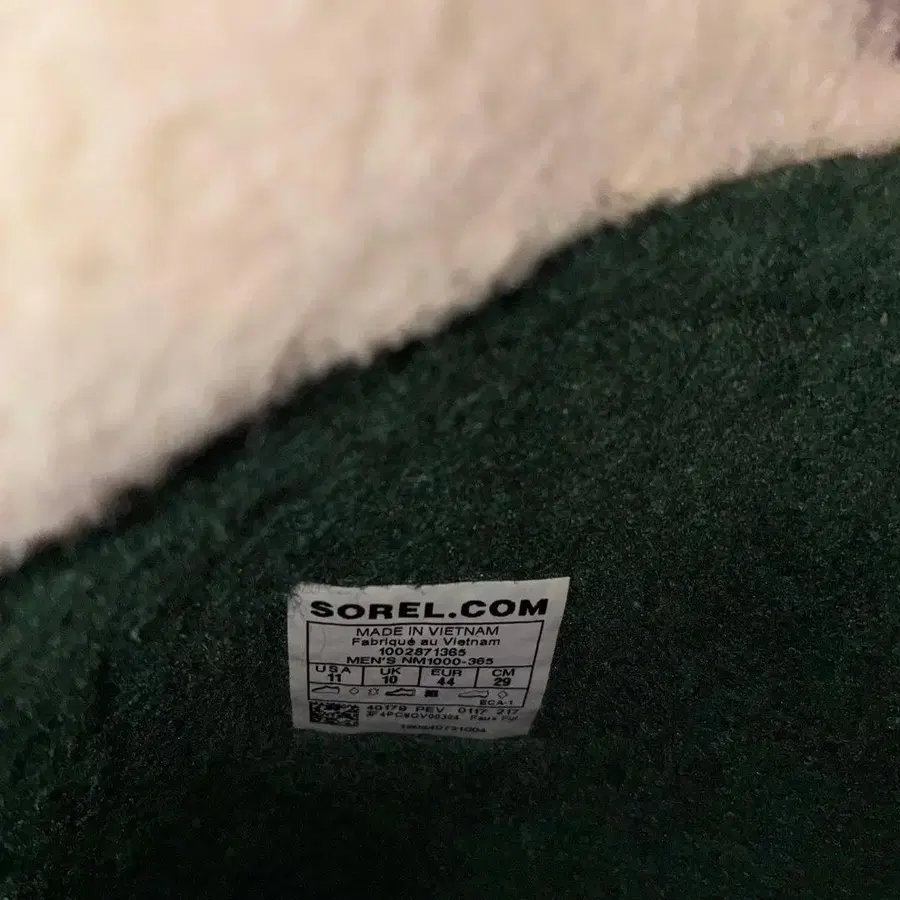 SOREL.COM
MADE IN VIETNAM
Fabriqué au Vietnam
1002871365
MEN'S NM1000-365
USA UK EUR CM
11 10 44 29
ECA-1
40179 PEV 0117 217
Faux Fur